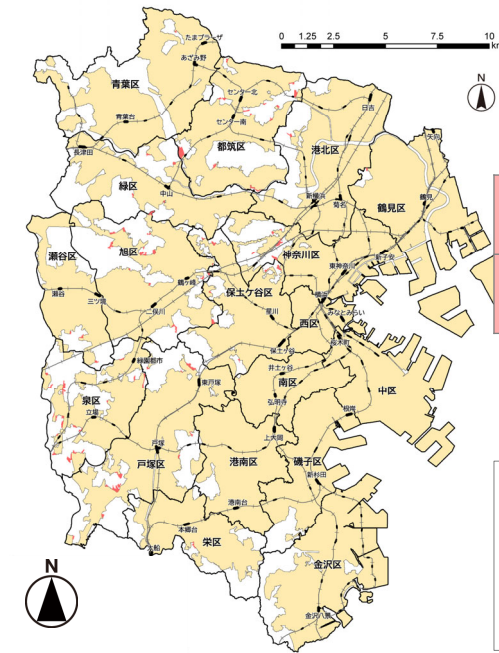 たまプラーザ
0 1.25 2.5 5 7.5 10
km
あざみ野
青葉区
センター北
日吉
N
青葉台
センター南
都筑区
港北区
矢向
長津田
緑区
中山
新横浜
菊名
鶴見
鶴見区
瀬谷区
旭区
神奈川区
新子安
東神奈川
鶴ケ峰
保土ケ谷区
瀬谷
三ツ境
二俣川
星川
横浜
みなとみらい
西区
桜木町
保土ヶ谷
緑園都市
井土ヶ谷
東戸塚
南区
中区
泉区
弘明寺
根岸
立場
上大岡
戸塚
戸塚区
港南区
磯子区
新杉田
港南台
本郷台
栄区
大船
金沢区
N
金沢八景